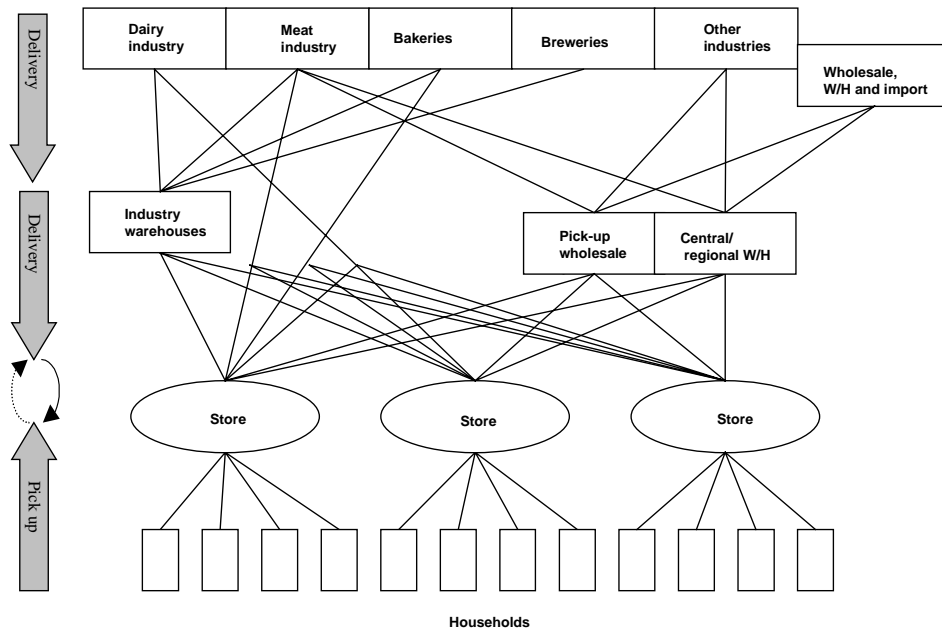 Delivery
Dairy
industry
Meat
industry
Bakeries
Breweries
Other
industries
Wholesale,
W/H and import
Delivery
Industry
warehouses
Pick-up
wholesale
Central/
regional W/H
Store
Store
Store
Pick up
Households